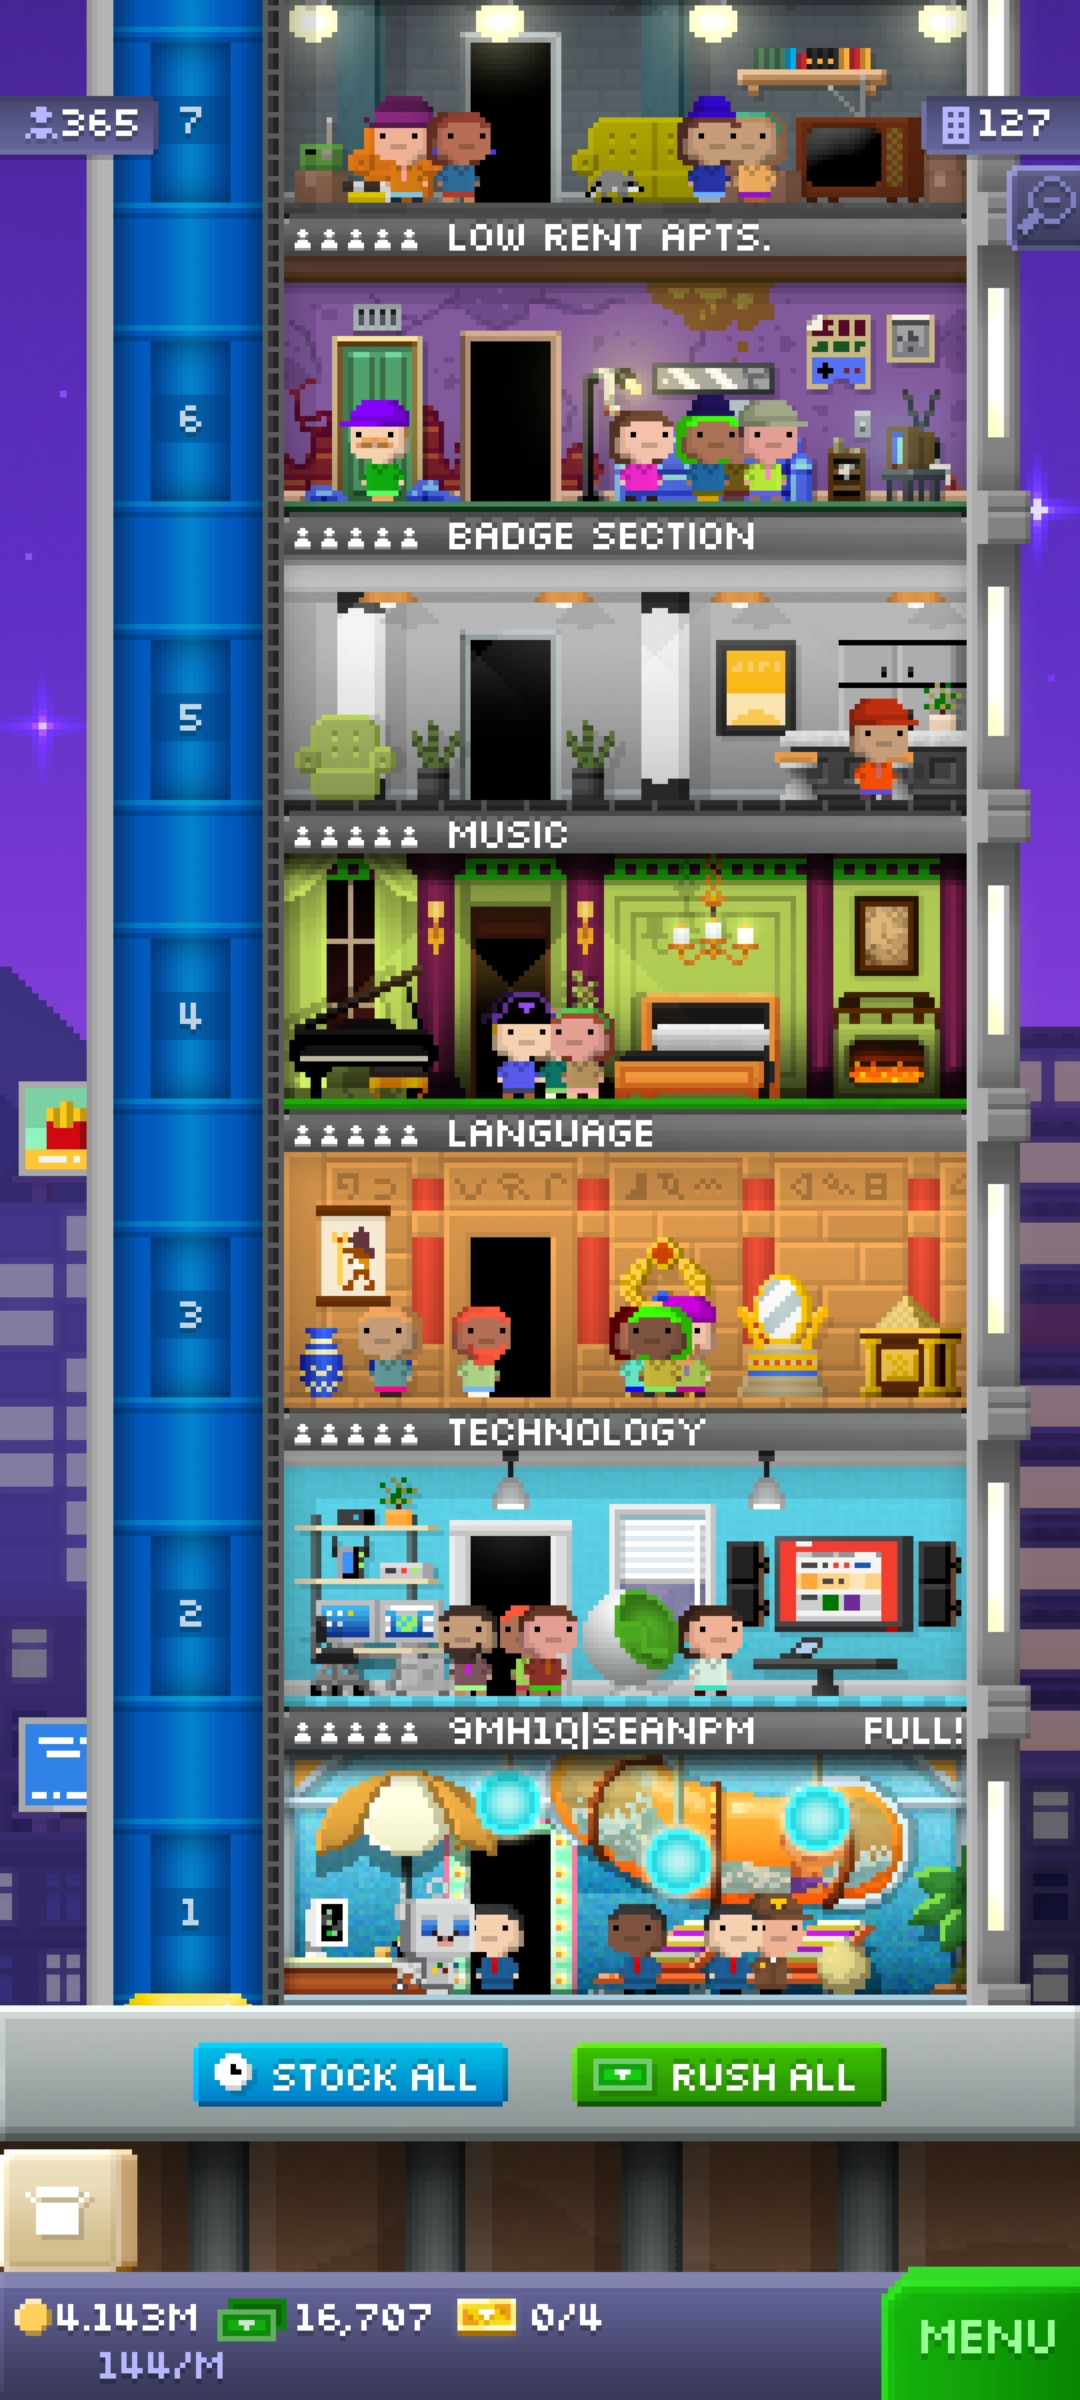 365
7
127
LOW RENT APTS.
6
BADGE SECTION
5
MUSIC
4
LANGUAGE
3
TECHNOLOGY
2
9MH1Q|SEANPM FULL!
1
STOCK ALL
RUSH ALL
4.143M 16,707 0/4
144/M
MENU